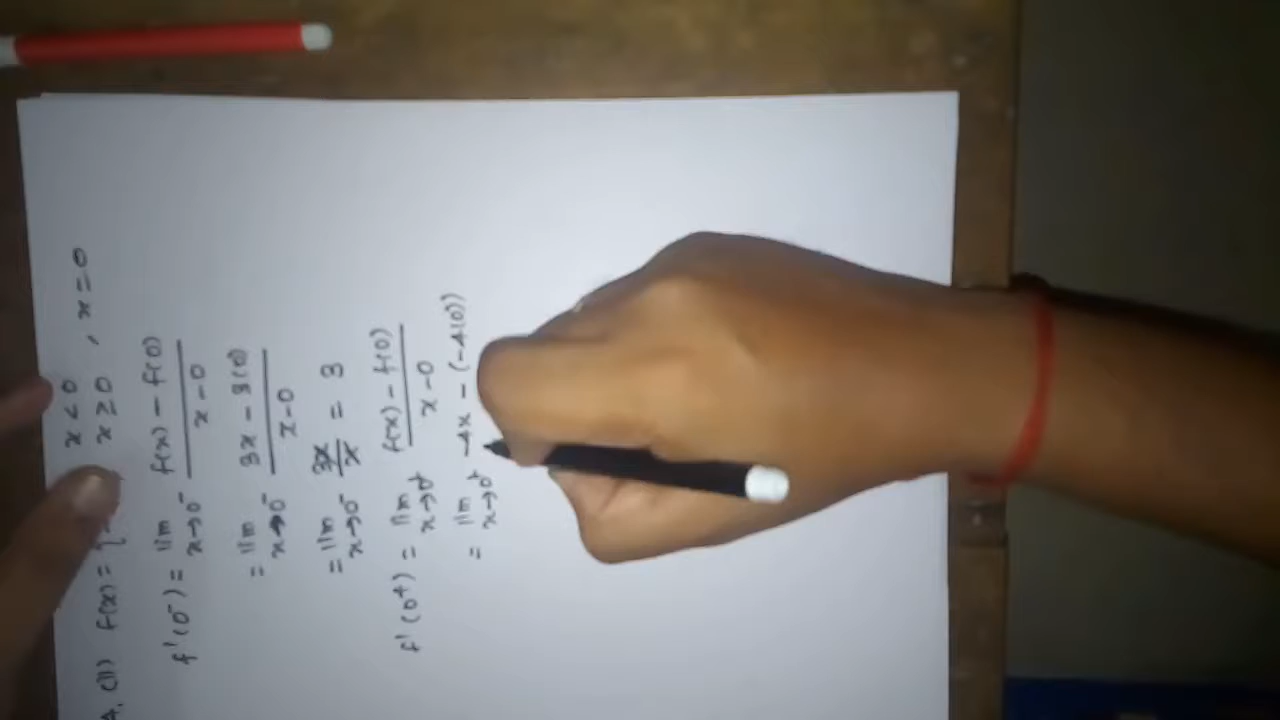 4. (ii) f(x) = { x < 0
x ≥ 0 , x = 0
f'(0⁻) = lim x→0⁻ f(x) − f(0) / x − 0
= lim x→0⁻ 3x − 3(0) / x−0
= lim x→0⁻ 3x / x = 3
f'(0⁺) = lim x→0⁺ f(x) − f(0) / x − 0
= lim x→0⁺ −4x − (−4(0))